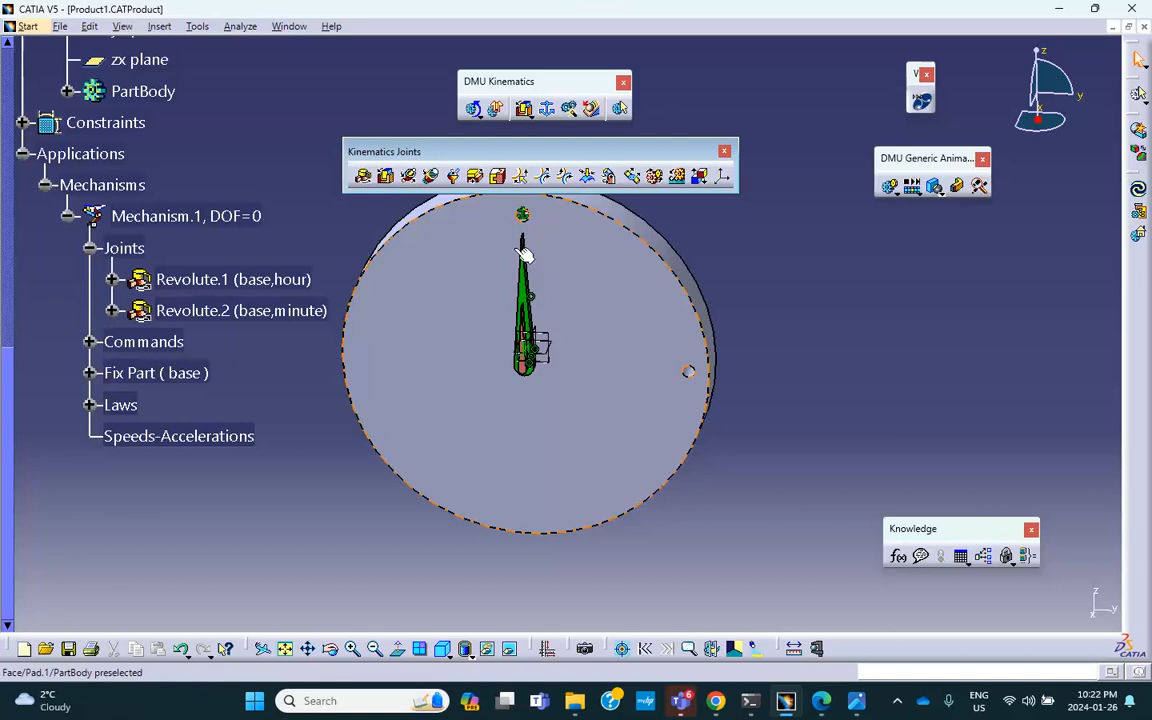 CATIA V5 - [Product1.CATProduct]
Start File Edit View Insert Tools Analyze Window Help
zx plane
PartBody
Constraints
Applications
Mechanisms
Mechanism.1, DOF=0
Joints
Revolute.1 (base,hour)
Revolute.2 (base,minute)
Commands
Fix Part ( base )
Laws
Speeds-Accelerations
DMU Kinematics
Kinematics Joints
V
DMU Generic Anima...
Knowledge
f(x)
z
y
x
z
y
x
CATIA
Face/Pad.1/PartBody preselected
2°C
Cloudy
Search
PRE
6
ENG
US
10:22 PM
2024-01-26